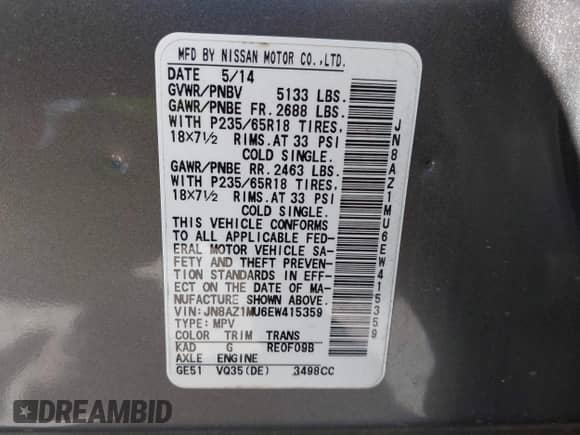 MFD BY NISSAN MOTOR CO.,LTD.
DATE 5/14
GVWR/PNBV 5133 LBS.
GAWR/PNBE FR. 2688 LBS.
WITH P235/65R18 TIRES,
18X7½ RIMS.AT 33 PSI
COLD SINGLE.
GAWR/PNBE RR. 2463 LBS.
WITH P235/65R18 TIRES,
18X7½ RIMS.AT 33 PSI
COLD SINGLE.
THIS VEHICLE CONFORMS
TO ALL APPLICABLE FED-
ERAL MOTOR VEHICLE SA-
FETY AND THEFT PREVEN-
TION STANDARDS IN EFF-
ECT ON THE DATE OF MA-
NUFACTURE SHOWN ABOVE.
VIN:JN8AZ1MU6EW415359
TYPE:MPV
COLOR TRIM TRANS
KAD G RE0F09B
AXLE ENGINE
GE51 VQ35(DE) 3498CC
JN8AZ1MU6EW415359
DREAMBID